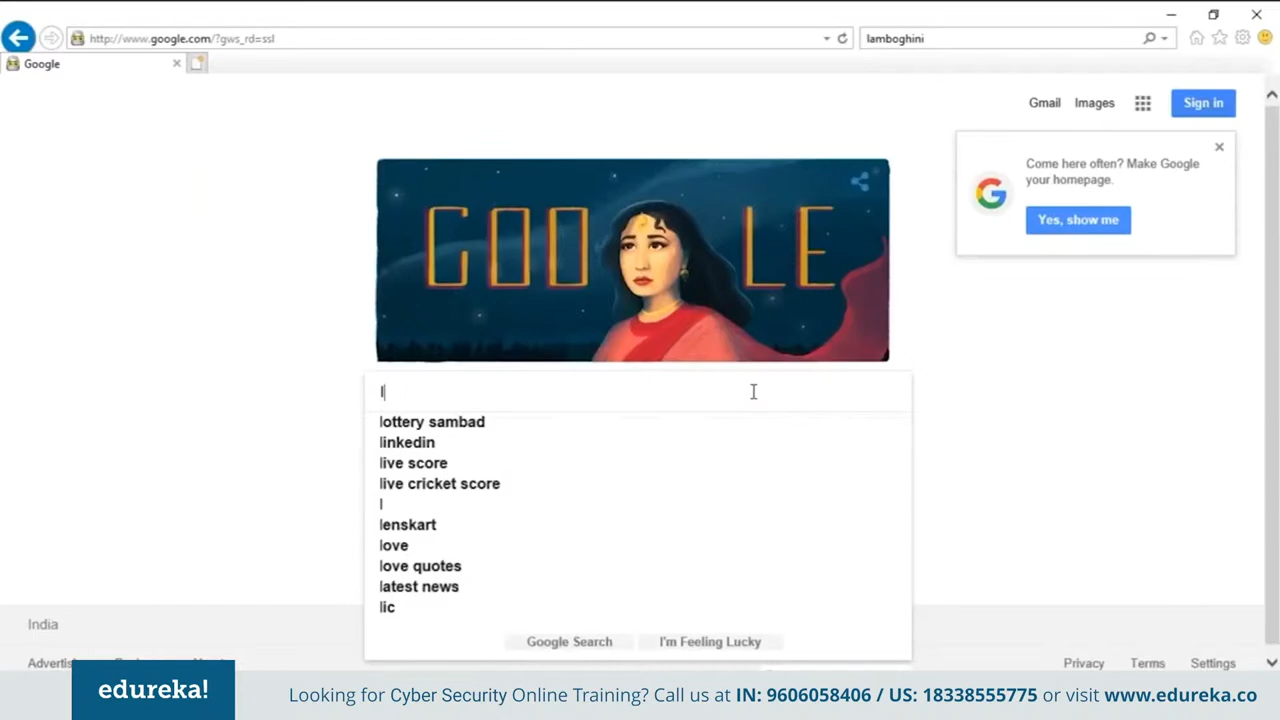 http://www.google.com/?gws_rd=ssl
lamboghini
Google
Gmail Images
Sign in
Come here often? Make Google
your homepage.
Yes, show me
GOO LE
l
lottery sambad
linkedin
live score
live cricket score
l
lenskart
love
love quotes
latest news
lic
Google Search I'm Feeling Lucky
India
Privacy Terms Settings
edureka!
Looking for Cyber Security Online Training? Call us at IN: 9606058406 / US: 18338555775 or visit www.edureka.co